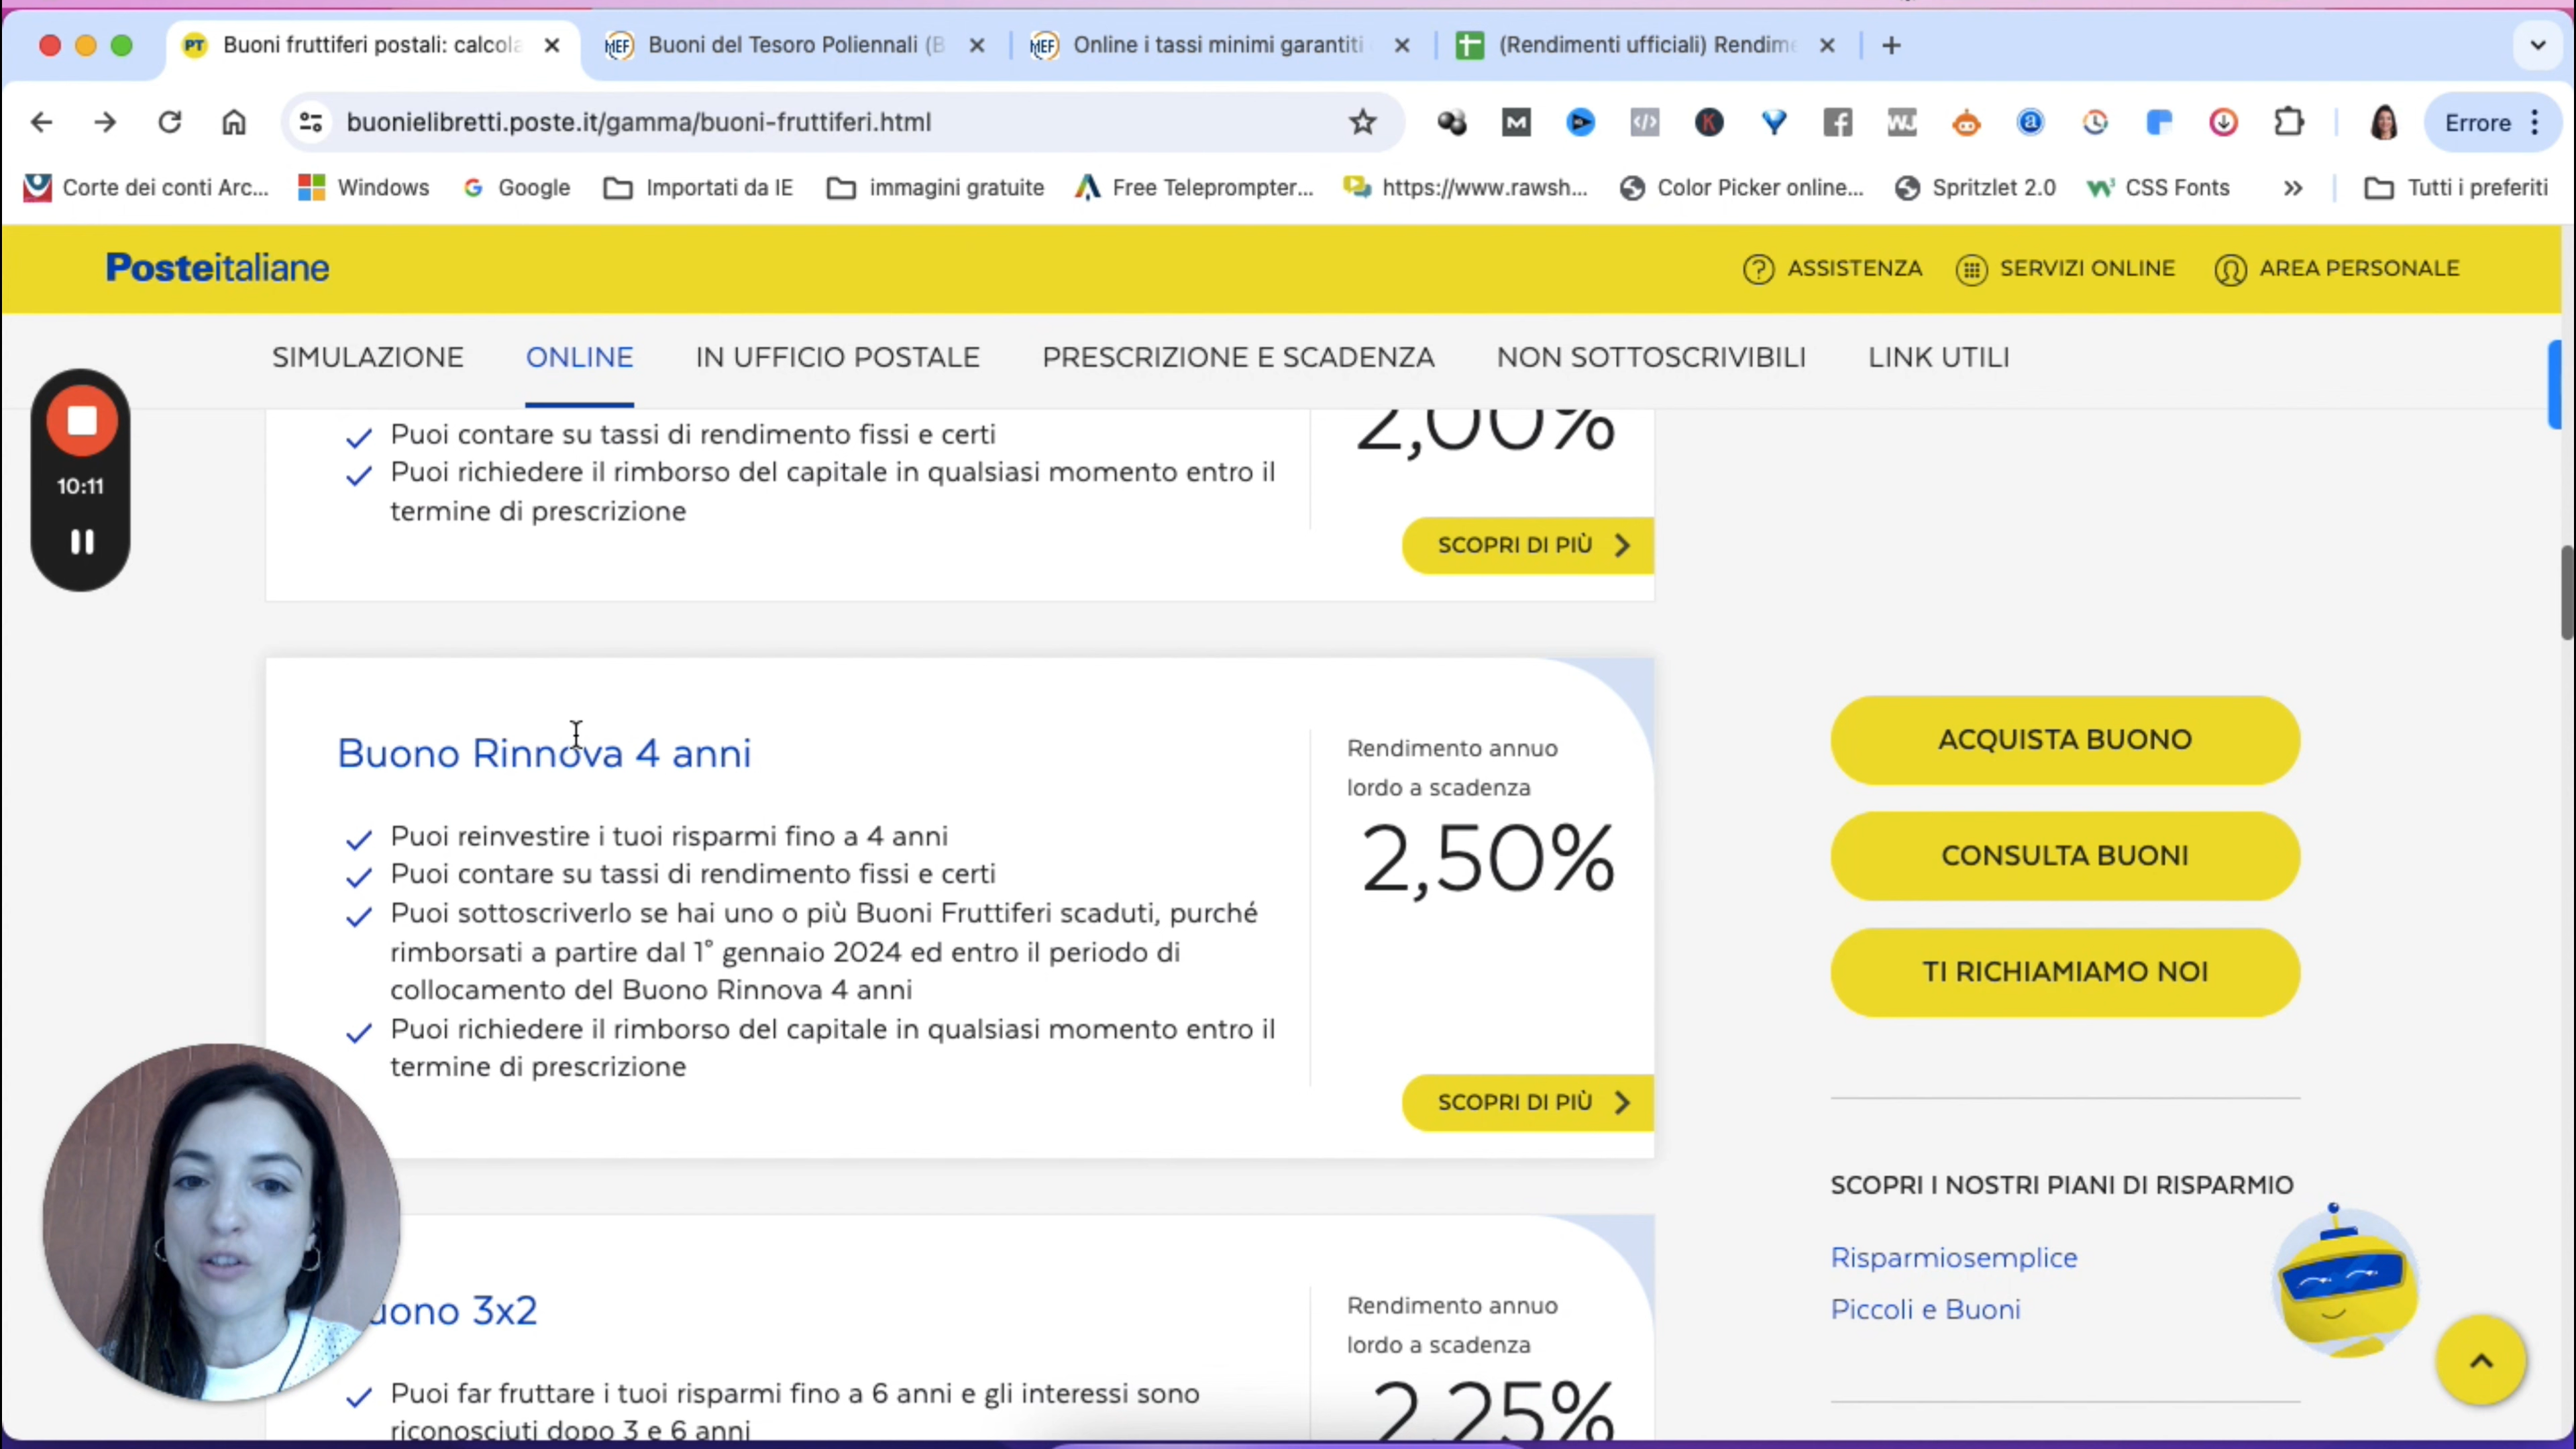 Buoni fruttiferi postali: calcola
Buoni del Tesoro Poliennali (B
Online i tassi minimi garantiti
(Rendimenti ufficiali) Rendime
buonielibretti.poste.it/gamma/buoni-fruttiferi.html
Errore
Corte dei conti Arc...
Windows
Google
Importati da IE
immagini gratuite
Free Teleprompter...
https://www.rawsh...
Color Picker online...
Spritzlet 2.0
CSS Fonts
Tutti i preferiti
Posteitaliane
ASSISTENZA
SERVIZI ONLINE
AREA PERSONALE
SIMULAZIONE
ONLINE
IN UFFICIO POSTALE
PRESCRIZIONE E SCADENZA
NON SOTTOSCRIVIBILI
LINK UTILI
10:11
Puoi contare su tassi di rendimento fissi e certi
Puoi richiedere il rimborso del capitale in qualsiasi momento entro il
termine di prescrizione
2,00%
SCOPRI DI PIÙ
Buono Rinnova 4 anni
Puoi reinvestire i tuoi risparmi fino a 4 anni
Puoi contare su tassi di rendimento fissi e certi
Puoi sottoscriverlo se hai uno o più Buoni Fruttiferi scaduti, purché
rimborsati a partire dal 1° gennaio 2024 ed entro il periodo di
collocamento del Buono Rinnova 4 anni
Puoi richiedere il rimborso del capitale in qualsiasi momento entro il
termine di prescrizione
Rendimento annuo
lordo a scadenza
2,50%
SCOPRI DI PIÙ
uono 3x2
Puoi far fruttare i tuoi risparmi fino a 6 anni e gli interessi sono
riconosciuti dopo 3 e 6 anni
Rendimento annuo
lordo a scadenza
2,25%
ACQUISTA BUONO
CONSULTA BUONI
TI RICHIAMIAMO NOI
SCOPRI I NOSTRI PIANI DI RISPARMIO
Risparmiosemplice
Piccoli e Buoni